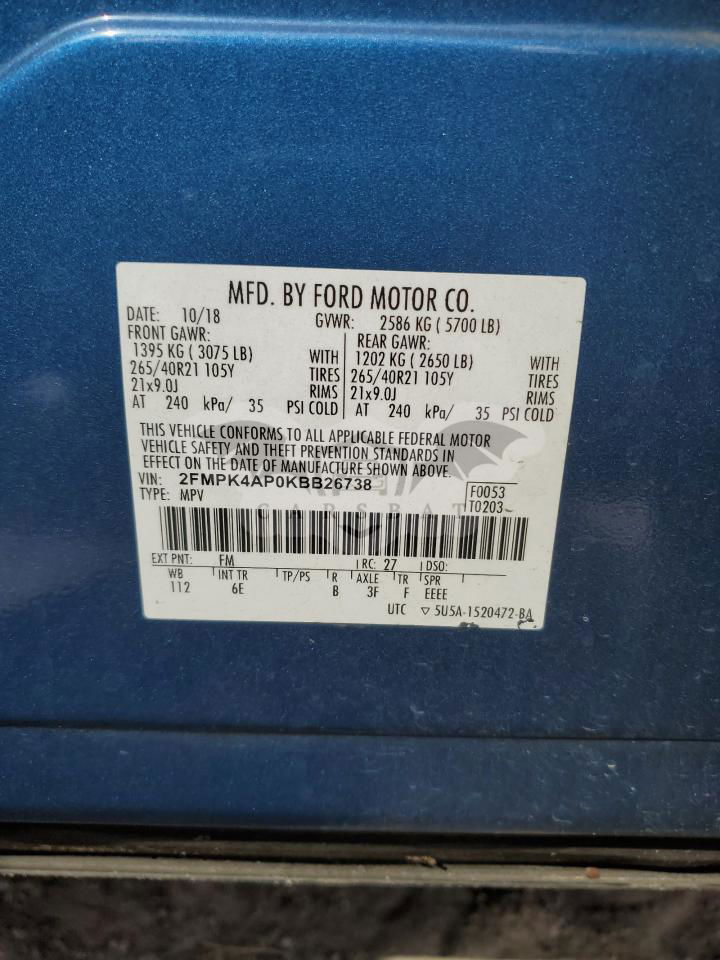 MFD. BY FORD MOTOR CO.
DATE: 10/18 GVWR: 2586 KG ( 5700 LB)
FRONT GAWR: REAR GAWR:
1395 KG ( 3075 LB) WITH 1202 KG ( 2650 LB) WITH
265/40R21 105Y TIRES 265/40R21 105Y TIRES
21x9.0J RIMS 21x9.0J RIMS
AT 240 kPa/ 35 PSI COLD AT 240 kPa/ 35 PSI COLD
THIS VEHICLE CONFORMS TO ALL APPLICABLE FEDERAL MOTOR
VEHICLE SAFETY AND THEFT PREVENTION STANDARDS IN
EFFECT ON THE DATE OF MANUFACTURE SHOWN ABOVE.
VIN: 2FMPK4AP0KBB26738 F0053
TYPE: MPV T0203
CARSBAT
EXT PNT: FM RC: 27 DSO:
WB INT TR TP/PS R AXLE TR SPR
112 6E B 3F F EEEE
UTC ▽ 5U5A-1520472-BA